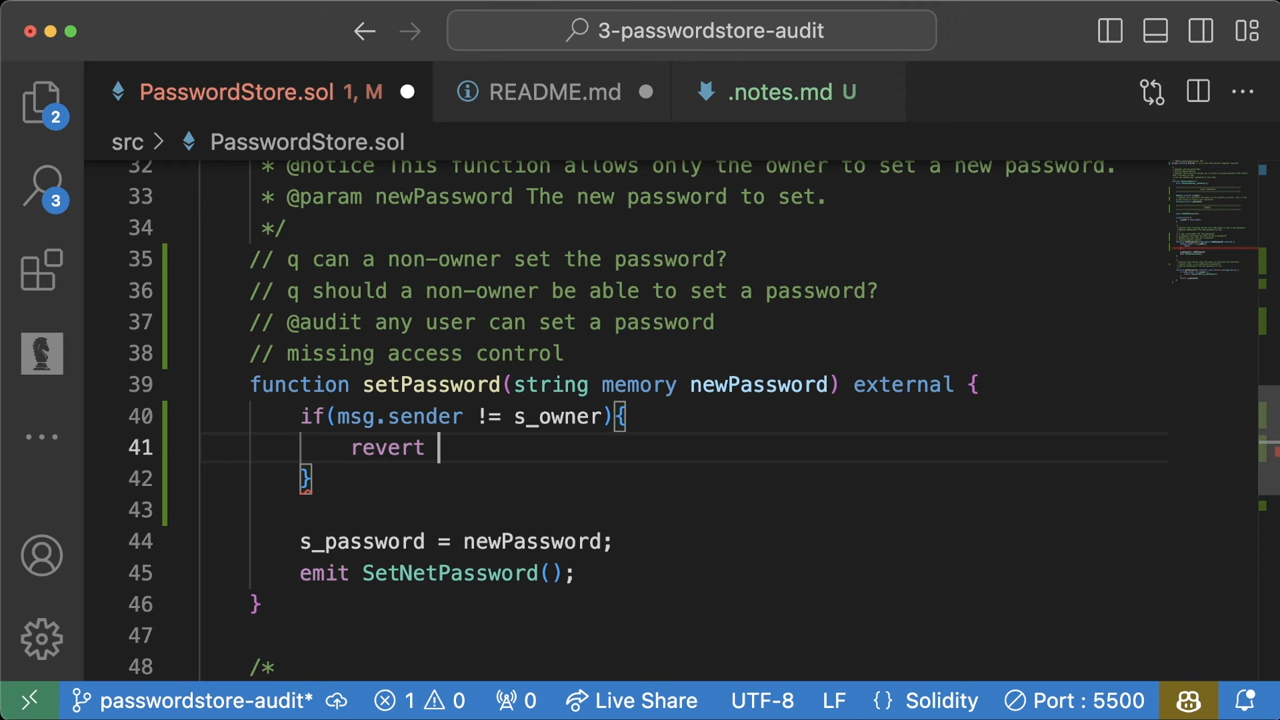 3-passwordstore-audit
PasswordStore.sol 1, M
README.md
.notes.md U
2
src > PasswordStore.sol
3
32 * @notice This function allows only the owner to set a new password.
33 * @param newPassword The new password to set.
34 */
35 // q can a non-owner set the password?
36 // q should a non-owner be able to set a password?
37 // @audit any user can set a password
38 // missing access control
39 function setPassword(string memory newPassword) external {
40 if(msg.sender != s_owner){
41 revert
42 }
43
44 s_password = newPassword;
45 emit SetNetPassword();
46 }
47
48 /*
passwordstore-audit* 1 0 0 Live Share UTF-8 LF {} Solidity Port : 5500